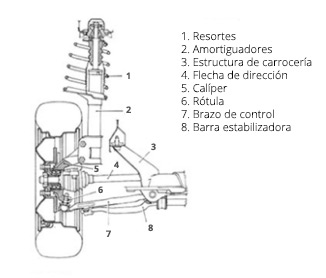 1. Resortes
2. Amortiguadores
3. Estructura de carrocería
4. Flecha de dirección
5. Calíper
6. Rótula
7. Brazo de control
8. Barra estabilizadora
1
2
3
4
5
6
7
8